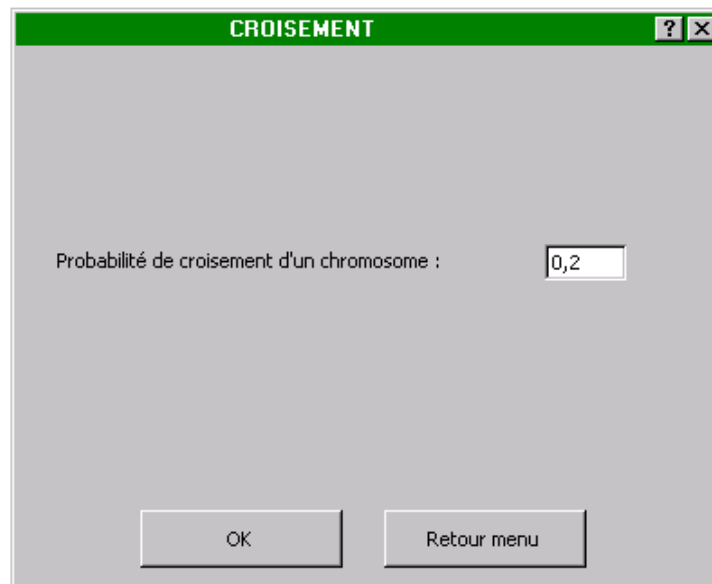 CROISEMENT
Probabilité de croisement d'un chromosome : 0,2
OK Retour menu